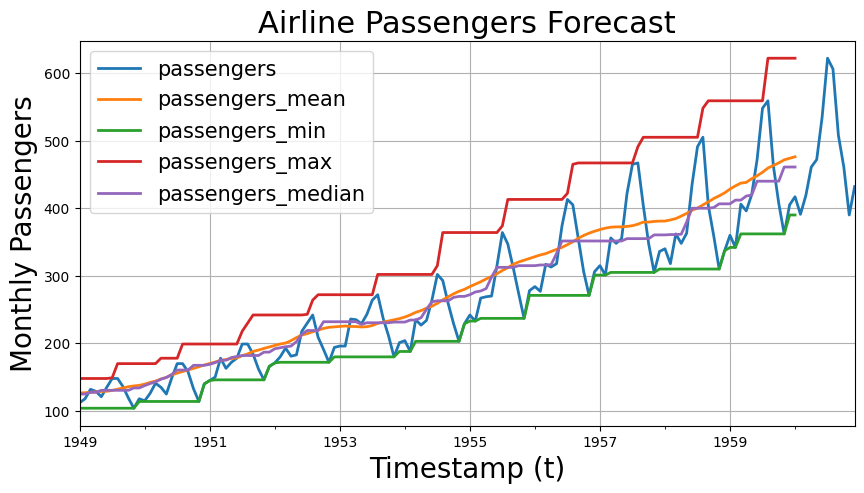 Airline Passengers Forecast
Monthly Passengers
600
500
400
300
200
100
passengers
passengers_mean
passengers_min
passengers_max
passengers_median
1949 1951 1953 1955 1957 1959
Timestamp (t)